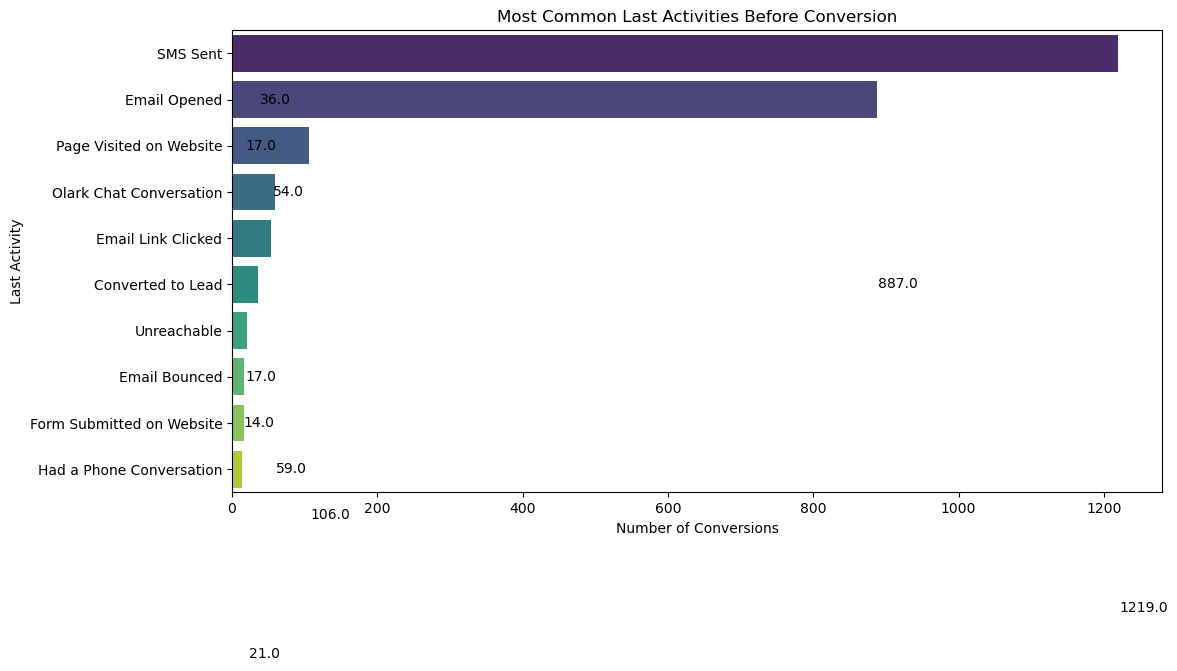 Most Common Last Activities Before Conversion
SMS Sent
Email Opened
36.0
Page Visited on Website
17.0
Olark Chat Conversation
54.0
Email Link Clicked
Converted to Lead
887.0
Unreachable
Email Bounced
17.0
Form Submitted on Website
14.0
Had a Phone Conversation
59.0
Last Activity
0
200
400
600
800
1000
1200
106.0
Number of Conversions
1219.0
21.0